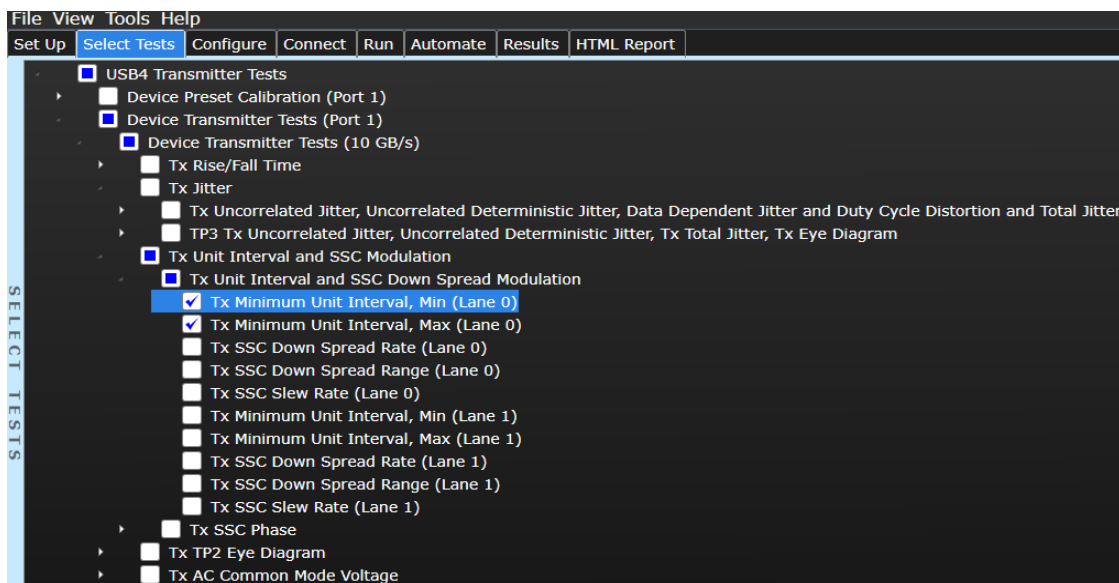 File View Tools Help
Set Up Select Tests Configure Connect Run Automate Results HTML Report
USB4 Transmitter Tests
Device Preset Calibration (Port 1)
Device Transmitter Tests (Port 1)
Device Transmitter Tests (10 GB/s)
Tx Rise/Fall Time
Tx Jitter
Tx Uncorrelated Jitter, Uncorrelated Deterministic Jitter, Data Dependent Jitter and Duty Cycle Distortion and Total Jitter
TP3 Tx Uncorrelated Jitter, Uncorrelated Deterministic Jitter, Tx Total Jitter, Tx Eye Diagram
Tx Unit Interval and SSC Modulation
Tx Unit Interval and SSC Down Spread Modulation
Tx Minimum Unit Interval, Min (Lane 0)
Tx Minimum Unit Interval, Max (Lane 0)
Tx SSC Down Spread Rate (Lane 0)
Tx SSC Down Spread Range (Lane 0)
Tx SSC Slew Rate (Lane 0)
Tx Minimum Unit Interval, Min (Lane 1)
Tx Minimum Unit Interval, Max (Lane 1)
Tx SSC Down Spread Rate (Lane 1)
Tx SSC Down Spread Range (Lane 1)
Tx SSC Slew Rate (Lane 1)
Tx SSC Phase
Tx TP2 Eye Diagram
Tx AC Common Mode Voltage
SELECT TESTS